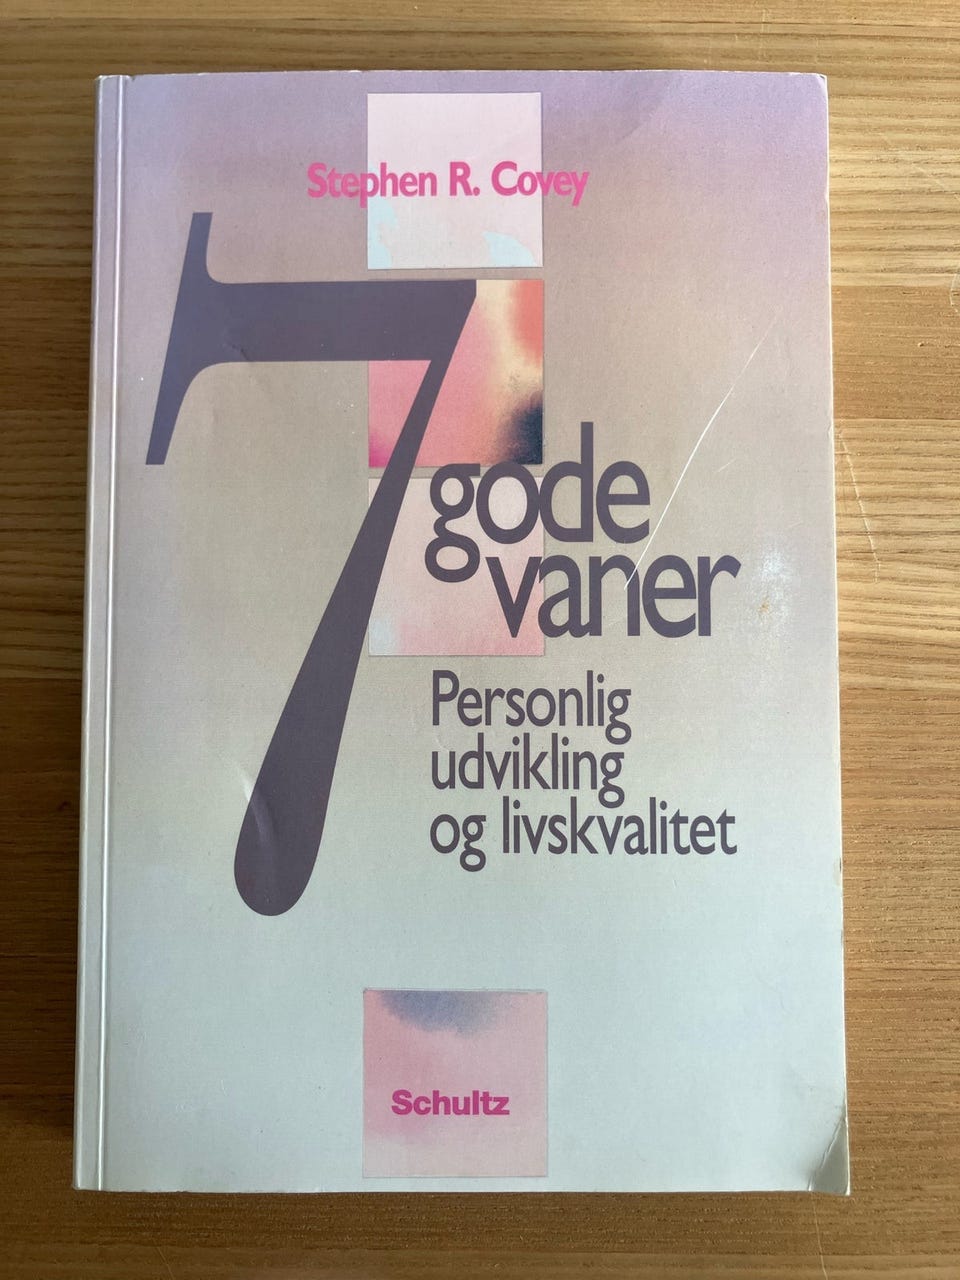 Stephen R. Covey
7 gode
vaner
Personlig
udvikling
og livskvalitet
Schultz